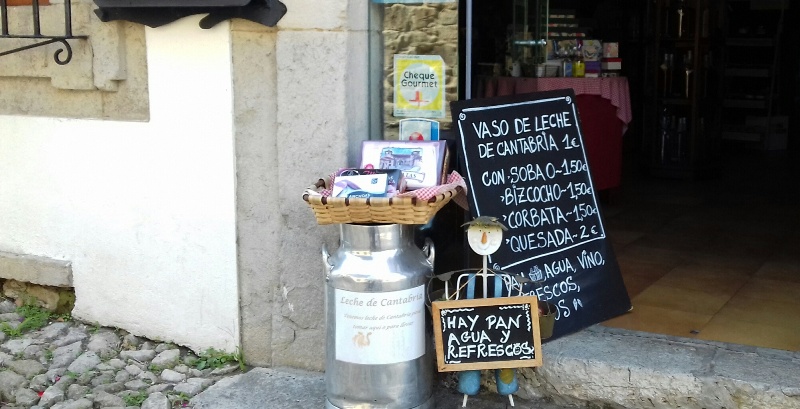 Cheque
Gourmet
VASO DE LECHE
DE CANTABRIA 1€
CON SOBAO-1,50€
BIZCOCHO-1,50€
CORBATA-1,50
QUESADA-2€
AGUA, VINO,
REFRESCOS,
Leche de Cantabria
HAY PAN
AGUA Y
REFRESCOS